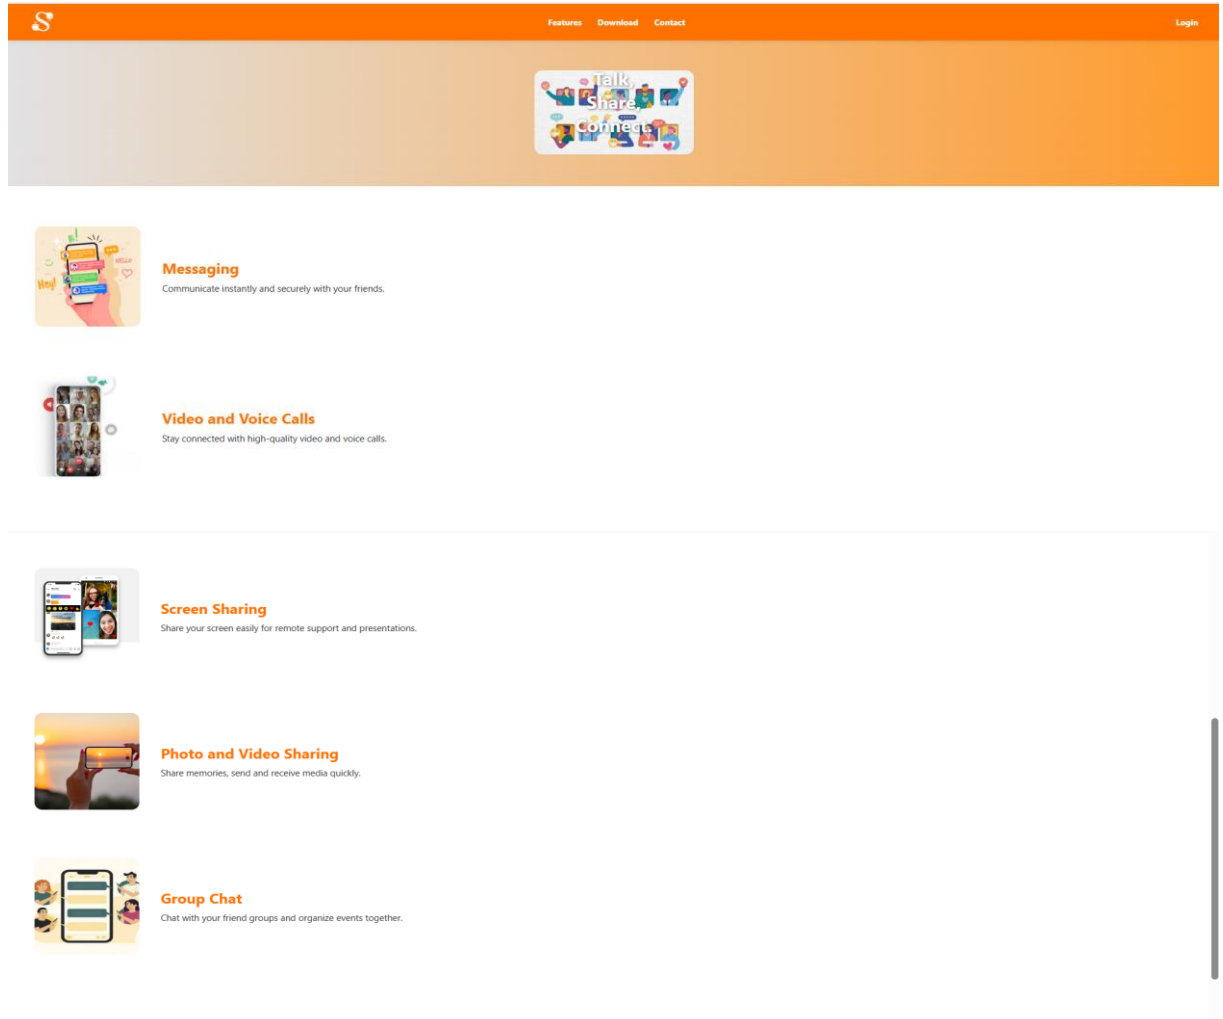 S
Features Download Contact Login
Talk,
Share,
Connect.
Hi!
HELLO
Hey!
Messaging
Communicate instantly and securely with your friends.
Video and Voice Calls
Stay connected with high-quality video and voice calls.
Screen Sharing
Share your screen easily for remote support and presentations.
Photo and Video Sharing
Share memories, send and receive media quickly.
Group Chat
Chat with your friend groups and organize events together.